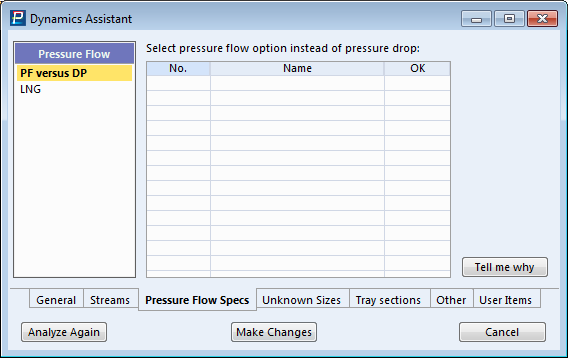 Dynamics Assistant
Pressure Flow
PF versus DP
LNG
Select pressure flow option instead of pressure drop:
No. Name OK
Tell me why
General Streams Pressure Flow Specs Unknown Sizes Tray sections Other User Items
Analyze Again Make Changes Cancel